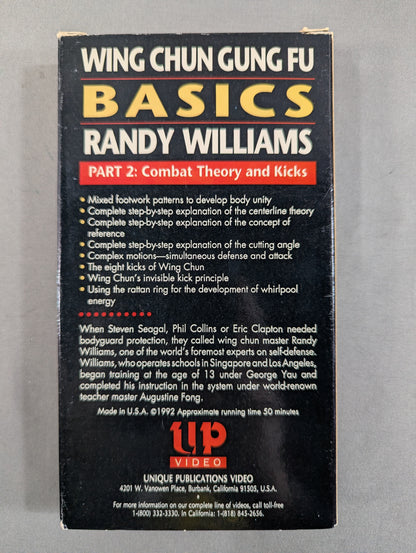 WING CHUN GUNG FU
BASICS
RANDY WILLIAMS
PART 2: Combat Theory and Kicks
• Mixed footwork patterns to develop body unity
• Complete step-by-step explanation of the centerline theory
• Complete step-by-step explanation of the concept of
reference
• Complete step-by-step explanation of the cutting angle
• Complex motions—simultaneous defense and attack
• The eight kicks of Wing Chun
• Wing Chun's invisible kick principle
• Using the rattan ring for the development of whirlpool
energy
When Steven Seagal, Phil Collins or Eric Clapton needed
bodyguard protection, they called wing chun master Randy
Williams, one of the world's foremost experts on self-defense.
Williams, who operates schools in Singapore and Los Angeles,
began training at the age of 13 under George Yau and
completed his instruction in the system under world-renown
teacher master Augustine Fong.
Made in U.S.A. ©1992 Approximate running time 50 minutes
UP
VIDEO
UNIQUE PUBLICATIONS VIDEO
4201 W. Vanowen Place, Burbank, California 91505, U.S.A.
For more information on our complete line of videos, call toll-free
1-(800) 332-3330. In California: 1-(818) 845-2656.